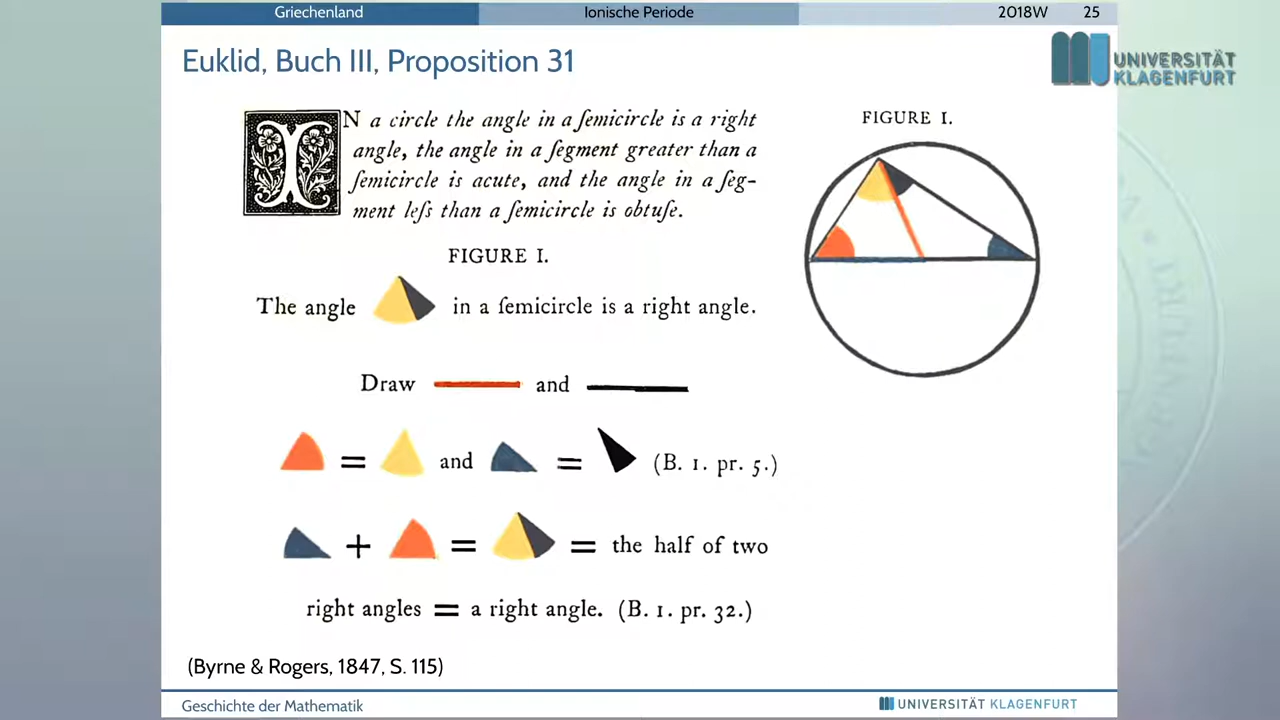 Griechenland
Ionische Periode
2018W 25
Euklid, Buch III, Proposition 31
UNIVERSITÄT
KLAGENFURT
IN a circle the angle in a ſemicircle is a right
angle, the angle in a ſegment greater than a
ſemicircle is acute, and the angle in a ſeg-
ment leſs than a ſemicircle is obtuſe.
FIGURE I.
FIGURE I.
The angle in a ſemicircle is a right angle.
Draw and
= and = (B. 1. pr. 5.)
+ = = the half of two
right angles = a right angle. (B. 1. pr. 32.)
(Byrne & Rogers, 1847, S. 115)
Geschichte der Mathematik
UNIVERSITÄT KLAGENFURT